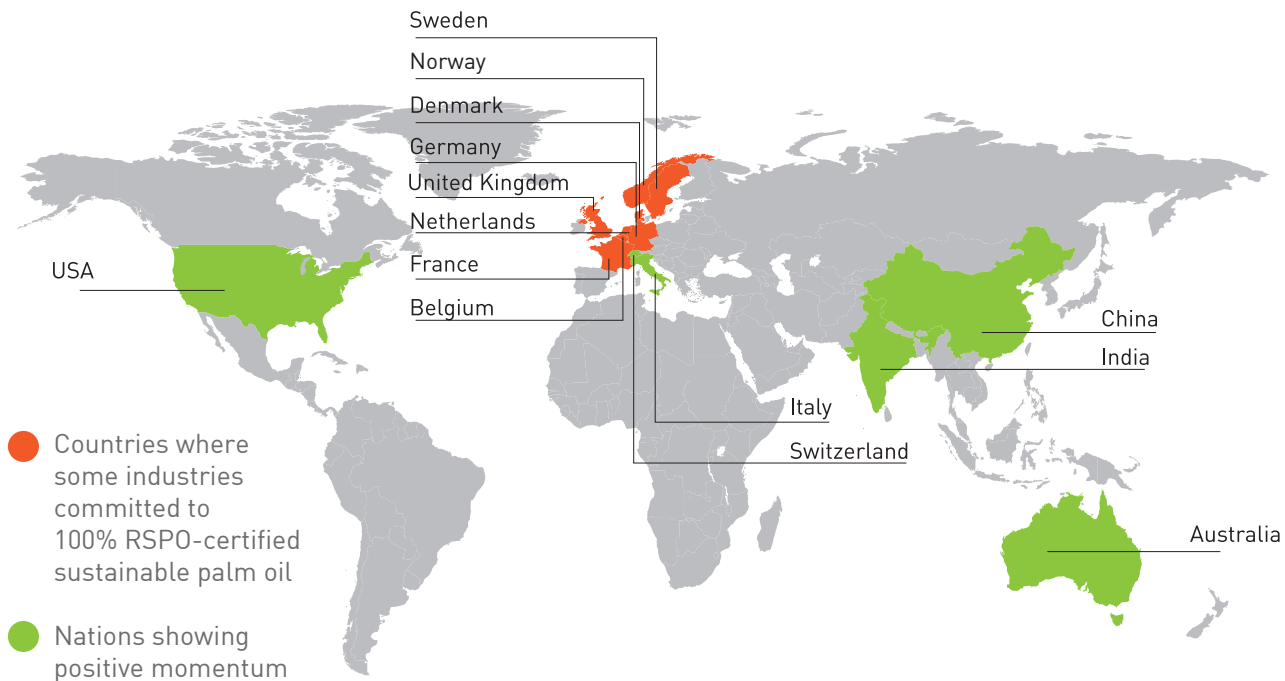 Sweden
Norway
Denmark
Germany
United Kingdom
Netherlands
France
Belgium
USA
China
India
Italy
Switzerland
Australia
Countries where
some industries
committed to
100% RSPO-certified
sustainable palm oil
Nations showing
positive momentum